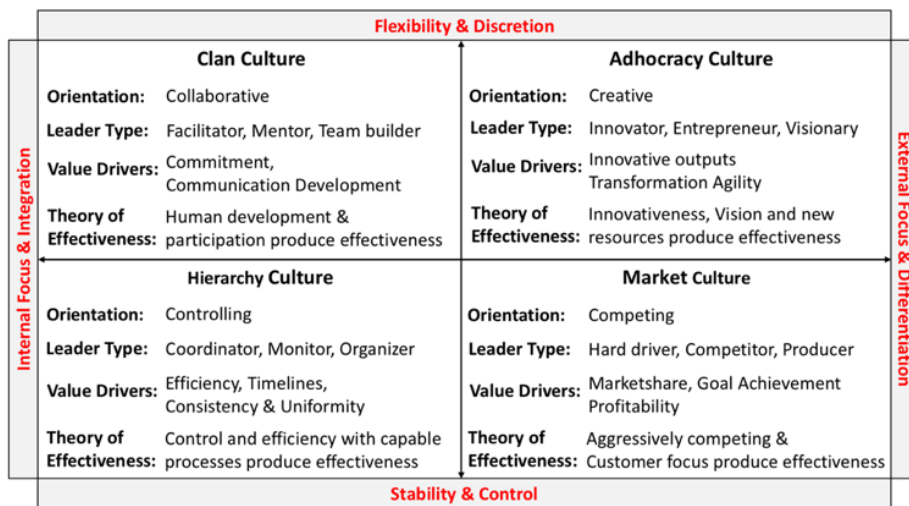 Flexibility & Discretion
Internal Focus & Integration
Clan Culture
Orientation: Collaborative
Leader Type: Facilitator, Mentor, Team builder
Value Drivers: Commitment,
Communication Development
Theory of Human development &
Effectiveness: participation produce effectiveness
Adhocracy Culture
Orientation: Creative
Leader Type: Innovator, Entrepreneur, Visionary
Value Drivers: Innovative outputs
Transformation Agility
Theory of Innovativeness, Vision and new
Effectiveness: resources produce effectiveness
External Focus & Differentiation
Hierarchy Culture
Orientation: Controlling
Leader Type: Coordinator, Monitor, Organizer
Value Drivers: Efficiency, Timelines,
Consistency & Uniformity
Theory of Control and efficiency with capable
Effectiveness: processes produce effectiveness
Market Culture
Orientation: Competing
Leader Type: Hard driver, Competitor, Producer
Value Drivers: Marketshare, Goal Achievement
Profitability
Theory of Aggressively competing &
Effectiveness: Customer focus produce effectiveness
Stability & Control